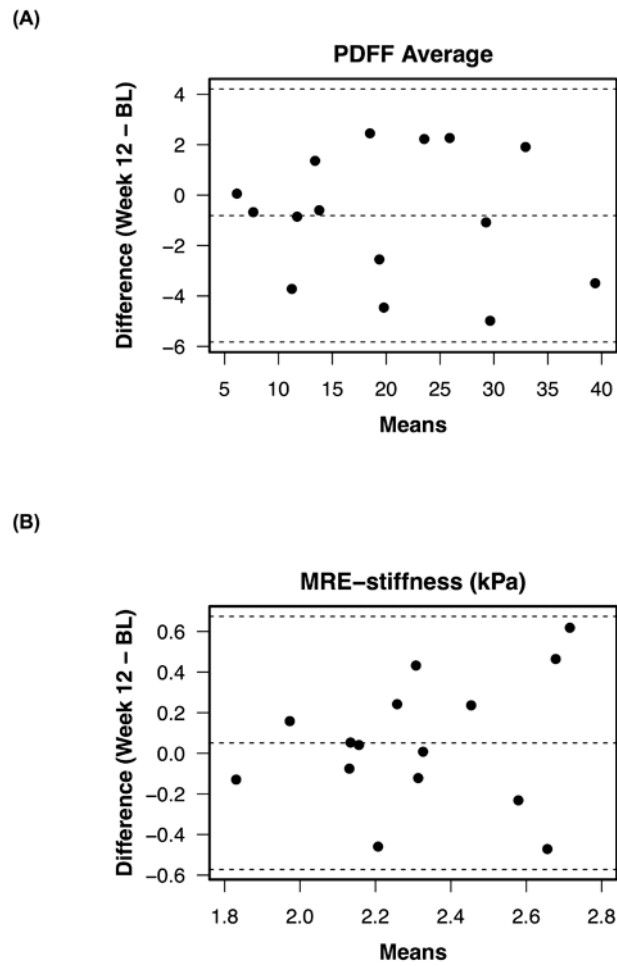 (A)
PDFF Average
Difference (Week 12 – BL)
4
2
0
−2
−4
−6
5 10 15 20 25 30 35 40
Means
(B)
MRE−stiffness (kPa)
Difference (Week 12 – BL)
0.6
0.4
0.2
0.0
−0.2
−0.4
−0.6
1.8 2.0 2.2 2.4 2.6 2.8
Means